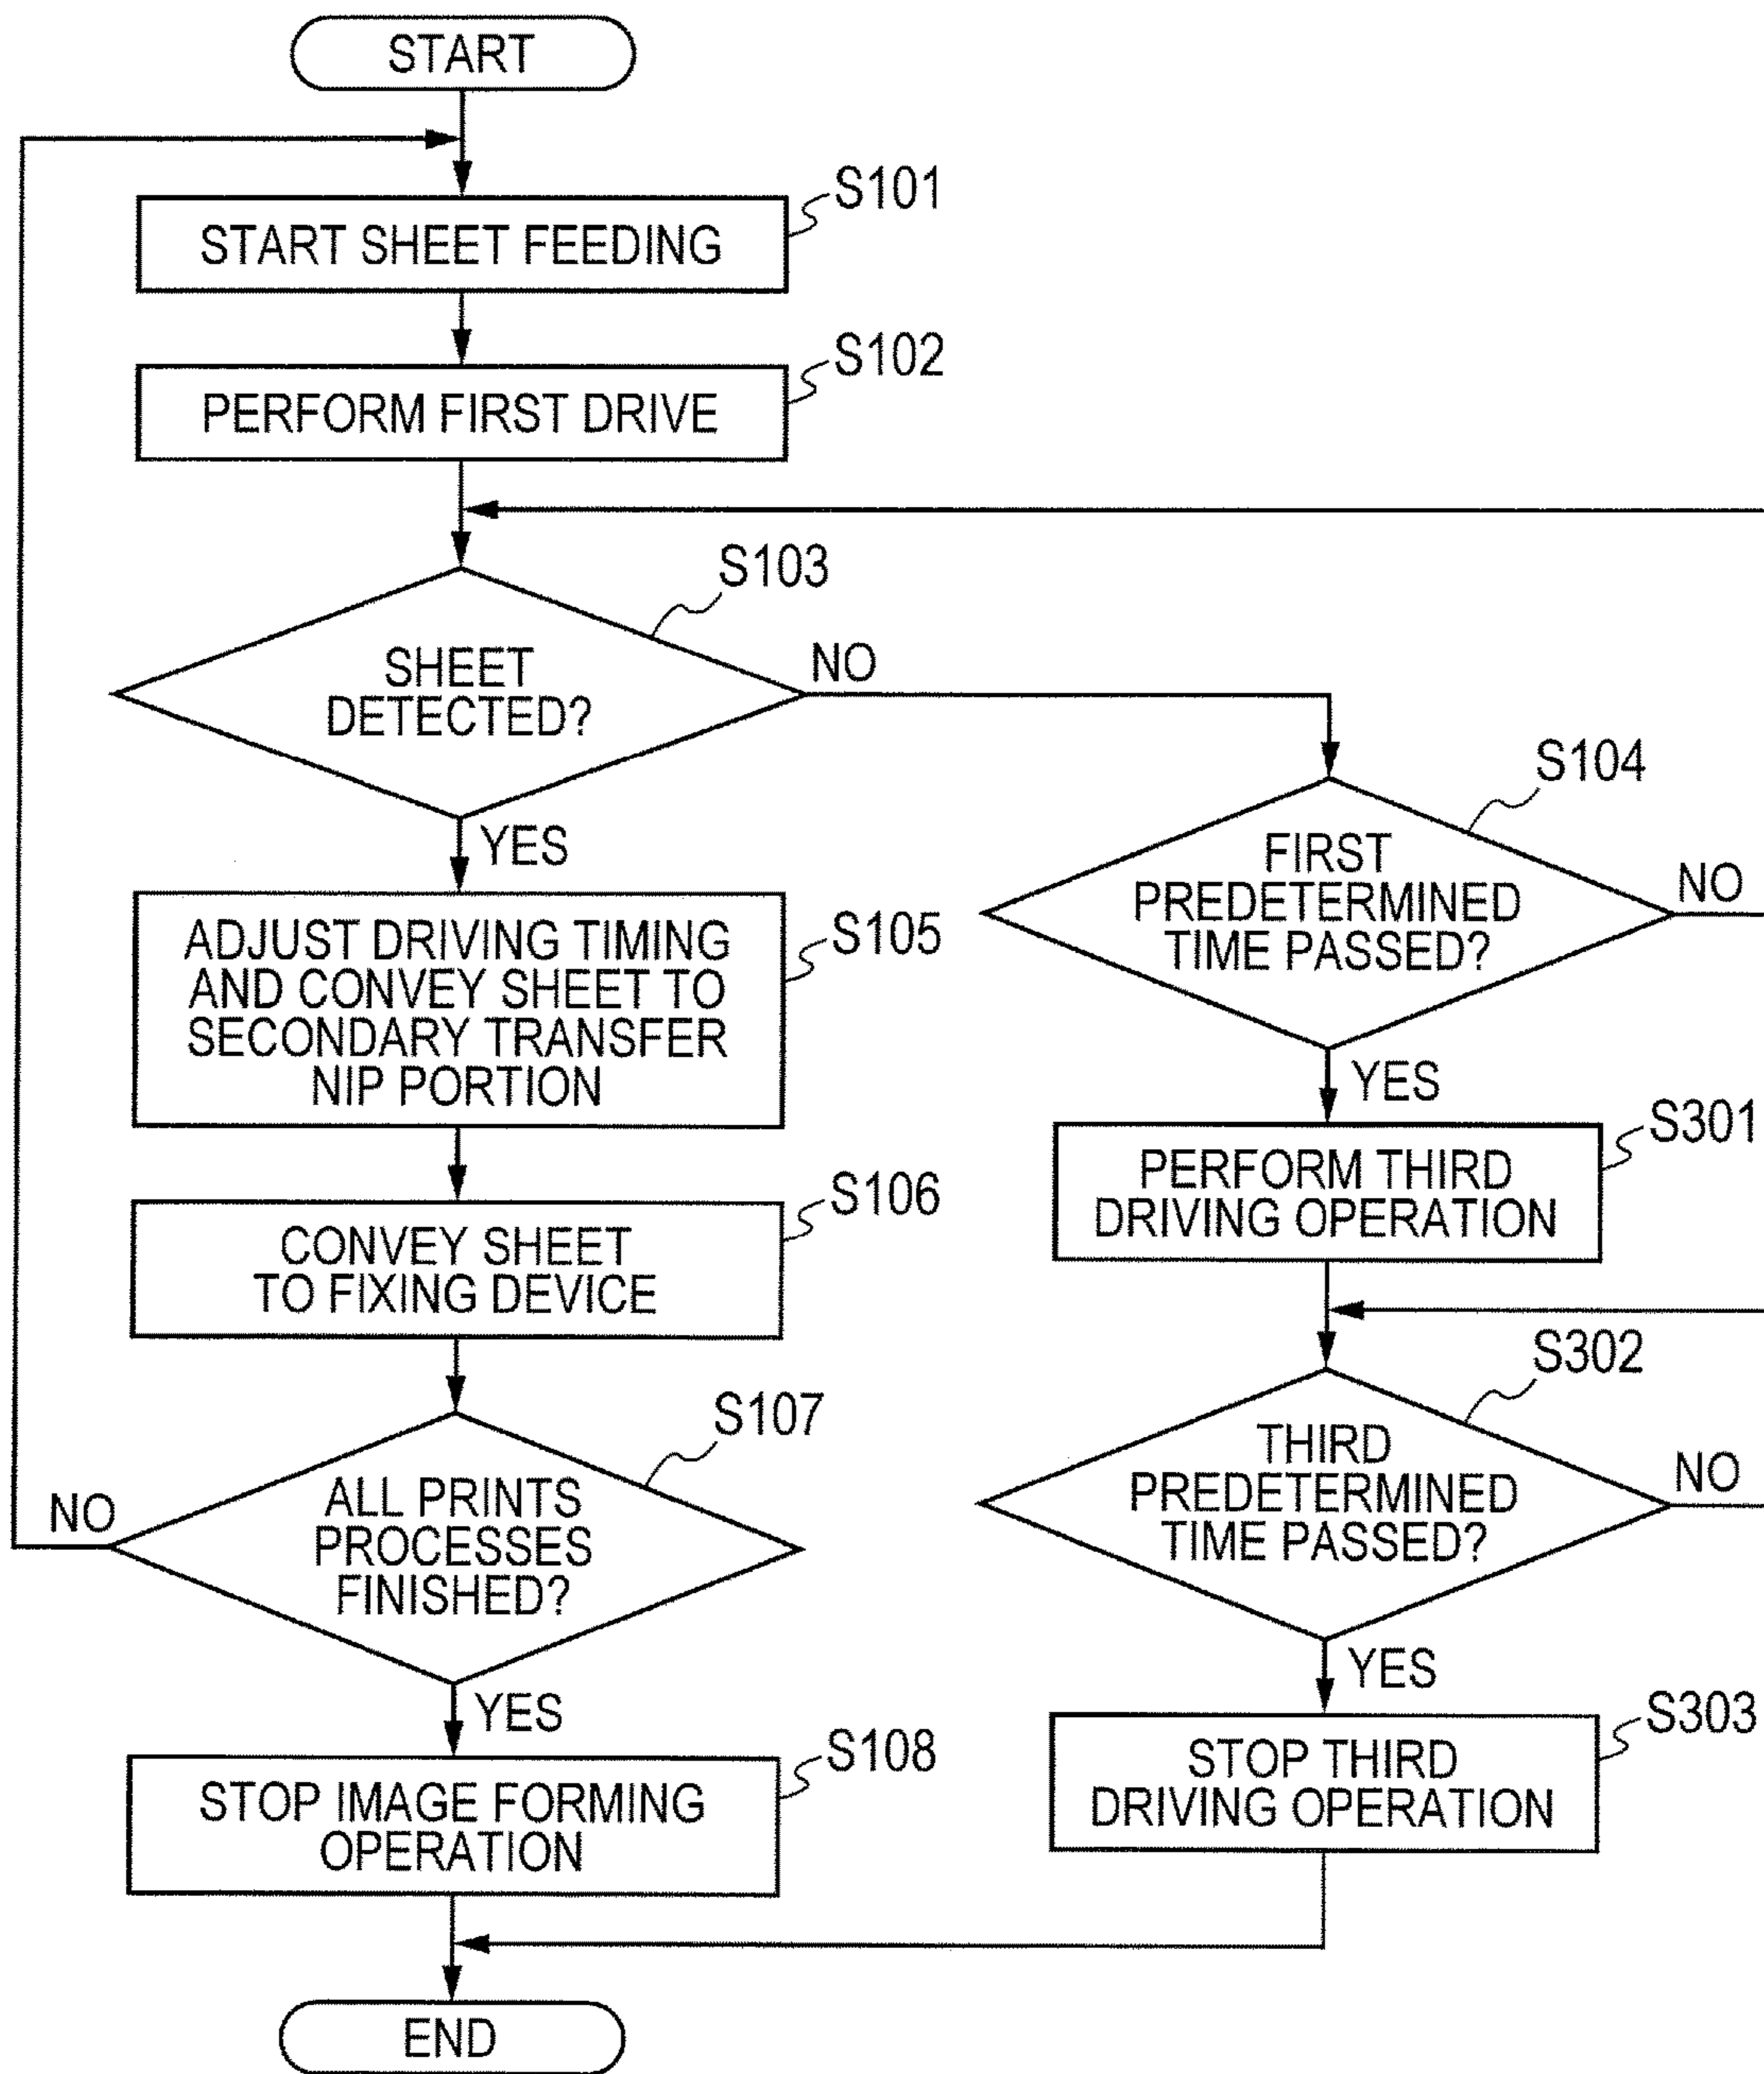 START
S101
START SHEET FEEDING
S102
PERFORM FIRST DRIVE
S103
SHEET
DETECTED?
NO
YES
S104
FIRST
PREDETERMINED
TIME PASSED?
NO
YES
S105
ADJUST DRIVING TIMING
AND CONVEY SHEET TO
SECONDARY TRANSFER
NIP PORTION
S301
PERFORM THIRD
DRIVING OPERATION
S106
CONVEY SHEET
TO FIXING DEVICE
S302
THIRD
PREDETERMINED
TIME PASSED?
NO
YES
S107
ALL PRINTS
PROCESSES
FINISHED?
NO
YES
S303
STOP THIRD
DRIVING OPERATION
S108
STOP IMAGE FORMING
OPERATION
END